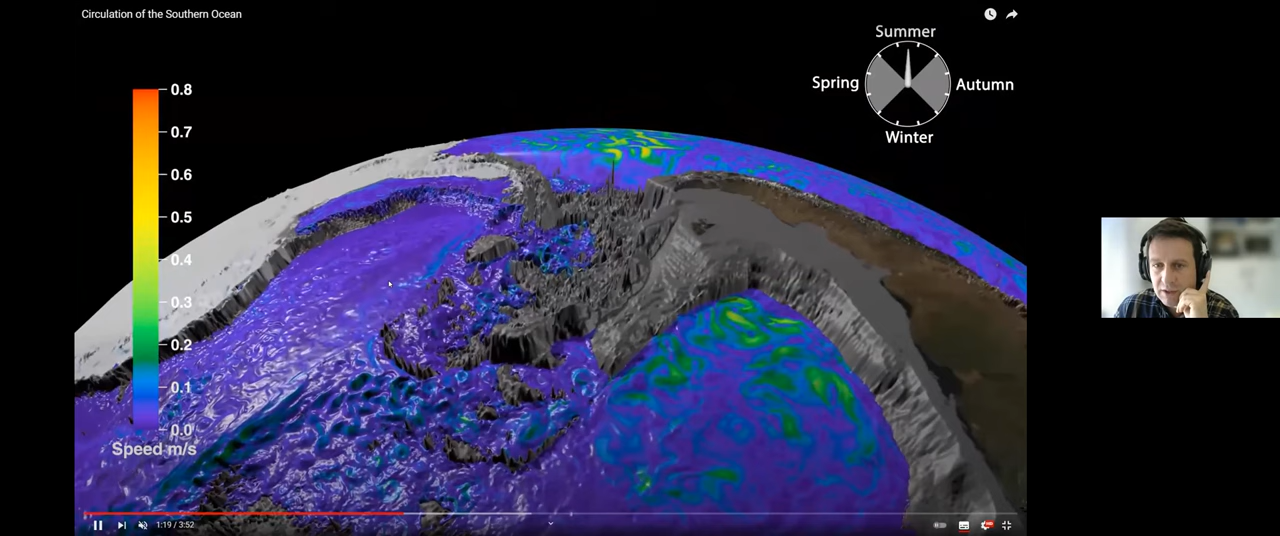 Circulation of the Southern Ocean
Summer
Spring
Autumn
Winter
0.8
0.7
0.6
0.5
0.4
0.3
0.2
0.1
0.0
Speed m/s
1:19 / 3:52